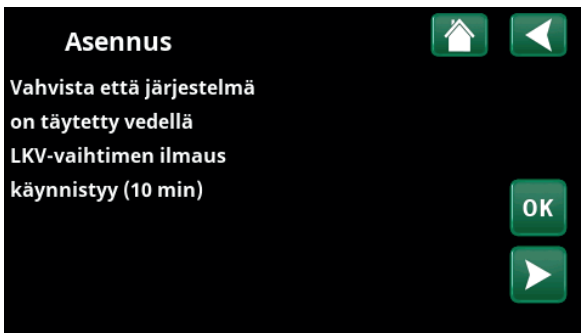 Asennus
Vahvista että järjestelmä
on täytetty vedellä
LKV-vaihtimen ilmaus
käynnistyy (10 min)
OK